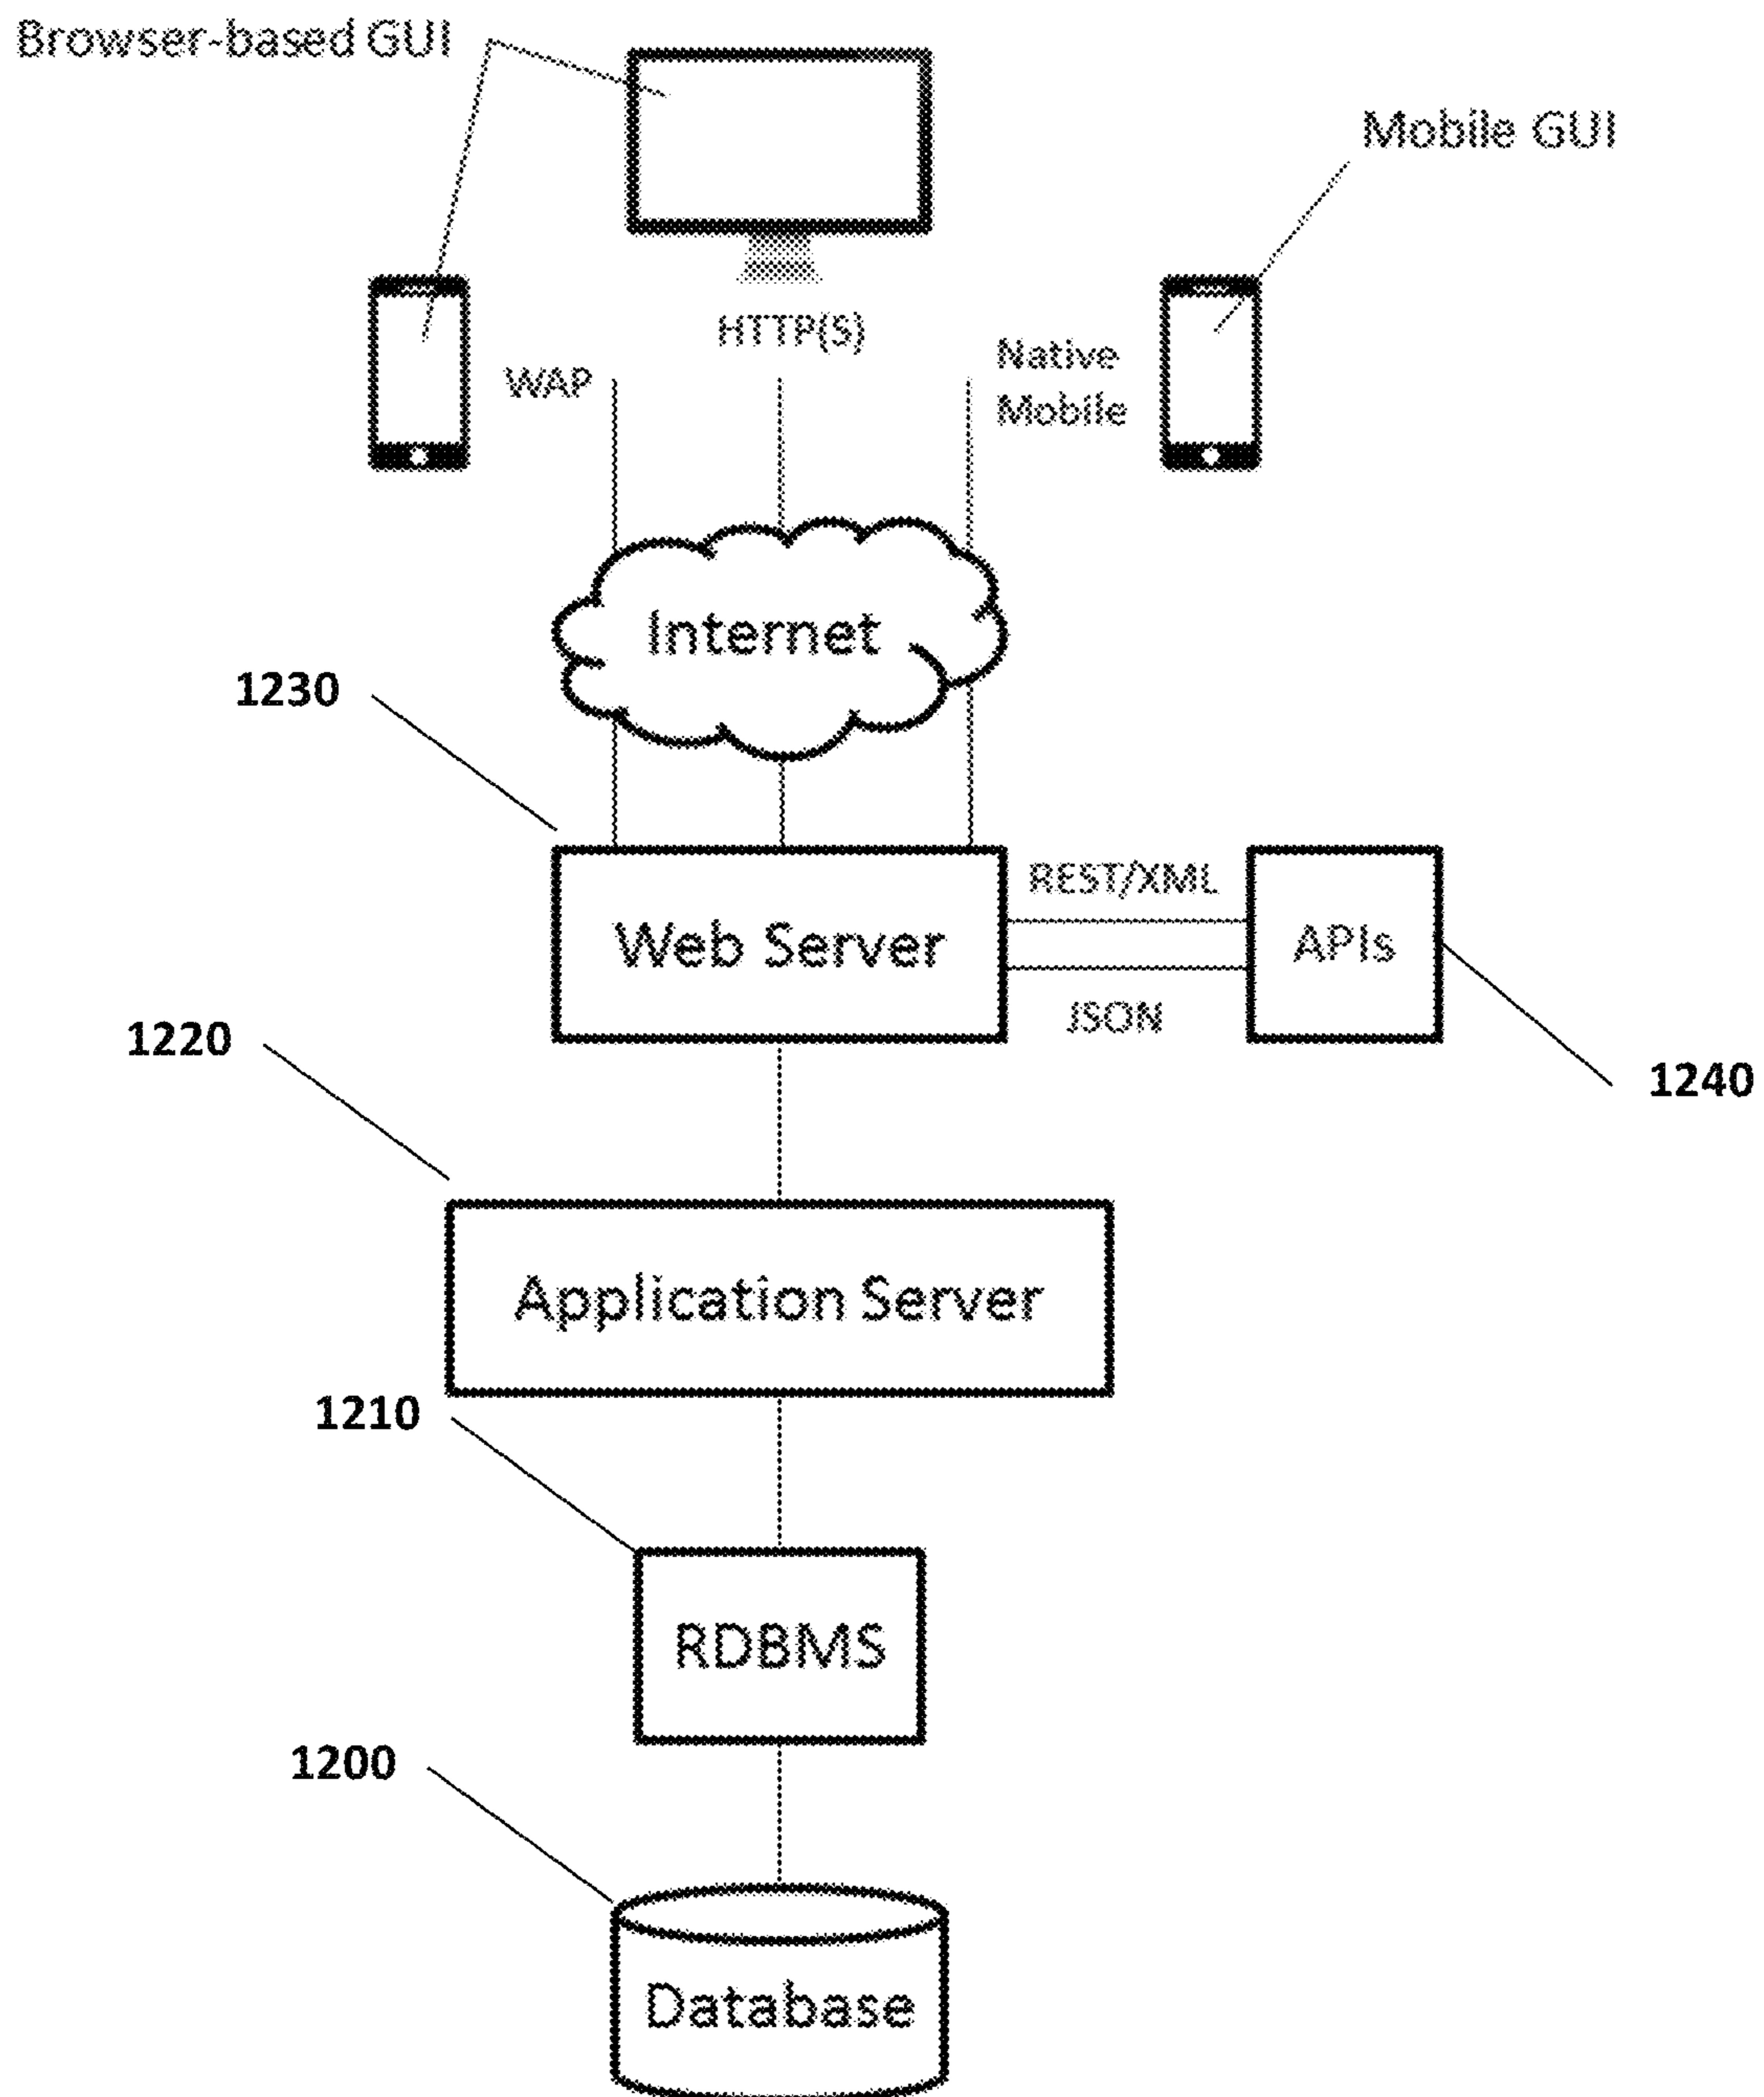 Browser-based GUI
Mobile GUI
HTTP(S)
WAP
Native
Mobile
Internet
1230
REST/XML
Web Server
APIs
JSON
1220
1240
Application Server
1210
RDBMS
1200
Database